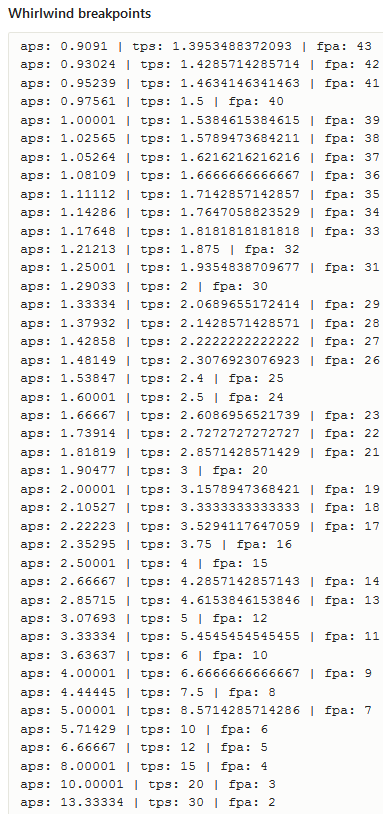 Whirlwind breakpoints
aps: 0.9091 | tps: 1.3953488372093 | fpa: 43
aps: 0.93024 | tps: 1.4285714285714 | fpa: 42
aps: 0.95239 | tps: 1.4634146341463 | fpa: 41
aps: 0.97561 | tps: 1.5 | fpa: 40
aps: 1.00001 | tps: 1.5384615384615 | fpa: 39
aps: 1.02565 | tps: 1.5789473684211 | fpa: 38
aps: 1.05264 | tps: 1.6216216216216 | fpa: 37
aps: 1.08109 | tps: 1.6666666666667 | fpa: 36
aps: 1.11112 | tps: 1.7142857142857 | fpa: 35
aps: 1.14286 | tps: 1.7647058823529 | fpa: 34
aps: 1.17648 | tps: 1.8181818181818 | fpa: 33
aps: 1.21213 | tps: 1.875 | fpa: 32
aps: 1.25001 | tps: 1.9354838709677 | fpa: 31
aps: 1.29033 | tps: 2 | fpa: 30
aps: 1.33334 | tps: 2.0689655172414 | fpa: 29
aps: 1.37932 | tps: 2.1428571428571 | fpa: 28
aps: 1.42858 | tps: 2.2222222222222 | fpa: 27
aps: 1.48149 | tps: 2.3076923076923 | fpa: 26
aps: 1.53847 | tps: 2.4 | fpa: 25
aps: 1.60001 | tps: 2.5 | fpa: 24
aps: 1.66667 | tps: 2.6086956521739 | fpa: 23
aps: 1.73914 | tps: 2.7272727272727 | fpa: 22
aps: 1.81819 | tps: 2.8571428571429 | fpa: 21
aps: 1.90477 | tps: 3 | fpa: 20
aps: 2.00001 | tps: 3.1578947368421 | fpa: 19
aps: 2.10527 | tps: 3.3333333333333 | fpa: 18
aps: 2.22223 | tps: 3.5294117647059 | fpa: 17
aps: 2.35295 | tps: 3.75 | fpa: 16
aps: 2.50001 | tps: 4 | fpa: 15
aps: 2.66667 | tps: 4.2857142857143 | fpa: 14
aps: 2.85715 | tps: 4.6153846153846 | fpa: 13
aps: 3.07693 | tps: 5 | fpa: 12
aps: 3.33334 | tps: 5.4545454545455 | fpa: 11
aps: 3.63637 | tps: 6 | fpa: 10
aps: 4.00001 | tps: 6.6666666666667 | fpa: 9
aps: 4.44445 | tps: 7.5 | fpa: 8
aps: 5.00001 | tps: 8.5714285714286 | fpa: 7
aps: 5.71429 | tps: 10 | fpa: 6
aps: 6.66667 | tps: 12 | fpa: 5
aps: 8.00001 | tps: 15 | fpa: 4
aps: 10.00001 | tps: 20 | fpa: 3
aps: 13.33334 | tps: 30 | fpa: 2